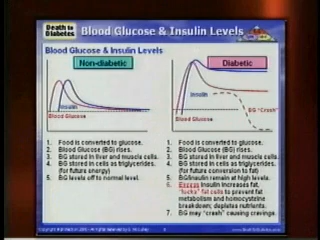 Death to
Diabetes
Blood Glucose & Insulin Levels
Blood Glucose & Insulin Levels
Non-diabetic
Diabetic
Insulin
Blood Glucose
Insulin
Blood Glucose
BG "Crash"
1. Food is converted to glucose.
2. Blood Glucose (BG) rises.
3. BG stored in liver and muscle cells.
4. BG stored in cells as triglycerides.
(for future energy)
5. BG levels off to normal level.
1. Food is converted to glucose.
2. Blood Glucose (BG) rises.
3. BG stored in liver and muscle cells.
4. BG stored in cells as triglycerides.
(for future conversion to fat)
5. BG/insulin remain at high levels.
6. Excess insulin increases fat,
"locks" fat cells to prevent fat
metabolism and homocysteine
breakdown; depletes nutrients.
7. BG may "crash" causing cravings.